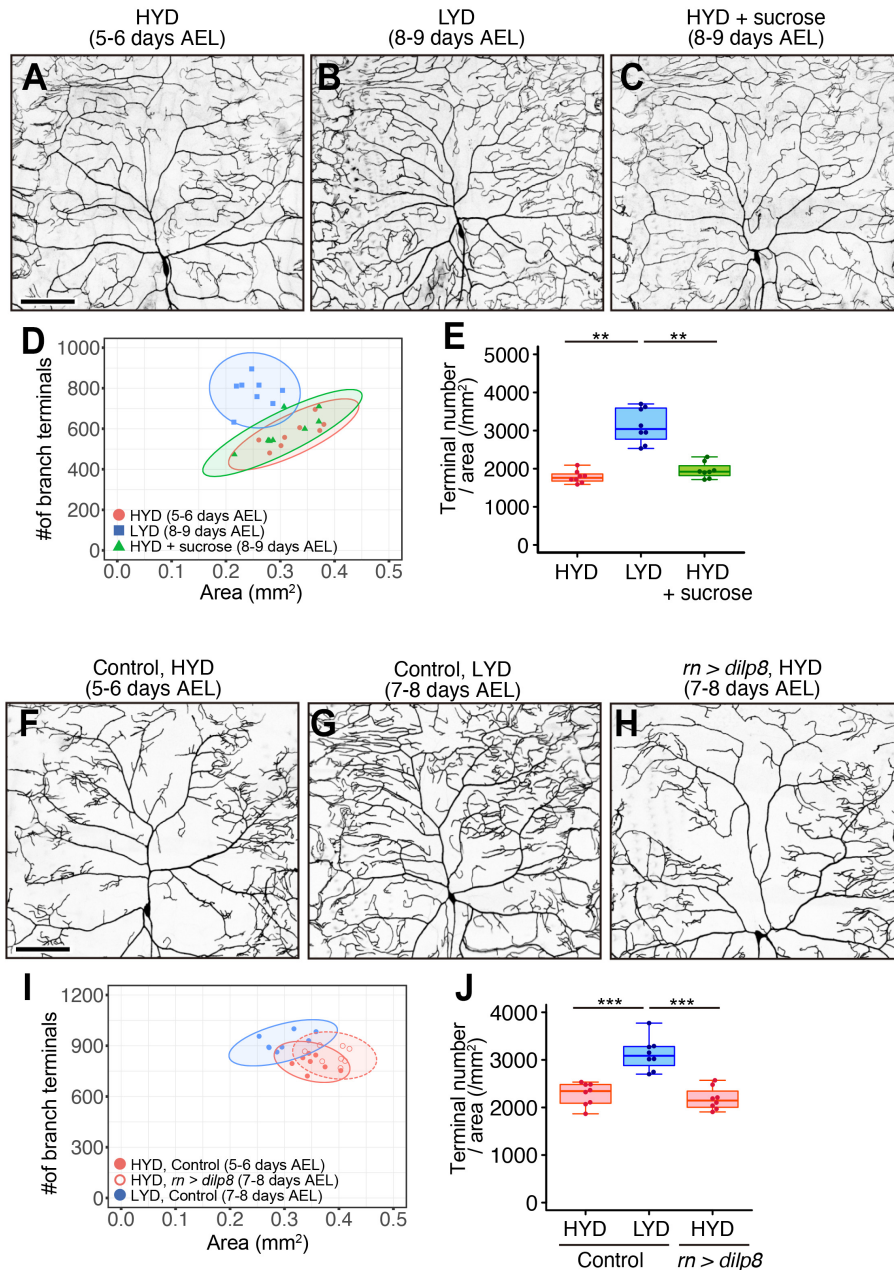 HYD
(5-6 days AEL)
LYD
(8-9 days AEL)
HYD + sucrose
(8-9 days AEL)
A
B
C
D
#of branch terminals
1000
800
600
400
200
0
HYD (5-6 days AEL)
LYD (8-9 days AEL)
HYD + sucrose (8-9 days AEL)
0.0 0.1 0.2 0.3 0.4 0.5
Area (mm²)
E
Terminal number
/ area (/mm²)
5000
4000
3000
2000
1000
0
** **
HYD LYD HYD
+ sucrose
Control, HYD
(5-6 days AEL)
Control, LYD
(7-8 days AEL)
rn > dilp8, HYD
(7-8 days AEL)
F
G
H
I
#of branch terminals
1200
900
600
300
0
HYD, Control (5-6 days AEL)
HYD, rn > dilp8 (7-8 days AEL)
LYD, Control (7-8 days AEL)
0.0 0.1 0.2 0.3 0.4 0.5
Area (mm²)
J
Terminal number
/ area (/mm²)
4000
3000
2000
1000
0
*** ***
HYD LYD HYD
Control rn > dilp8